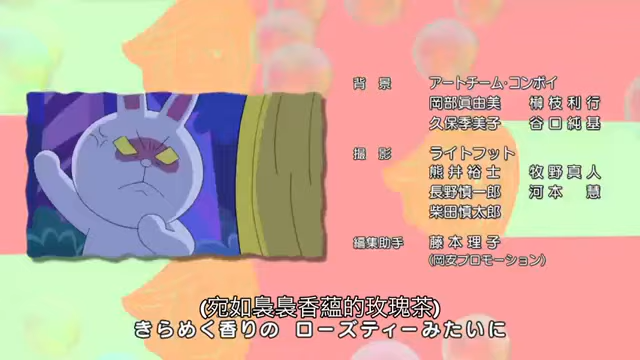 背景 アートチーム・コンボイ
岡部眞由美 榊枝利行
久保季美子 谷口純基
撮影 ライトフット
熊井裕士 牧野真人
長野慎一郎 河本慧
柴田慎太郎
編集助手 藤本理子
(岡安プロモーション)
(宛如裊裊香蘊的玫瑰茶)
きらめく香りの ローズティーみたいに